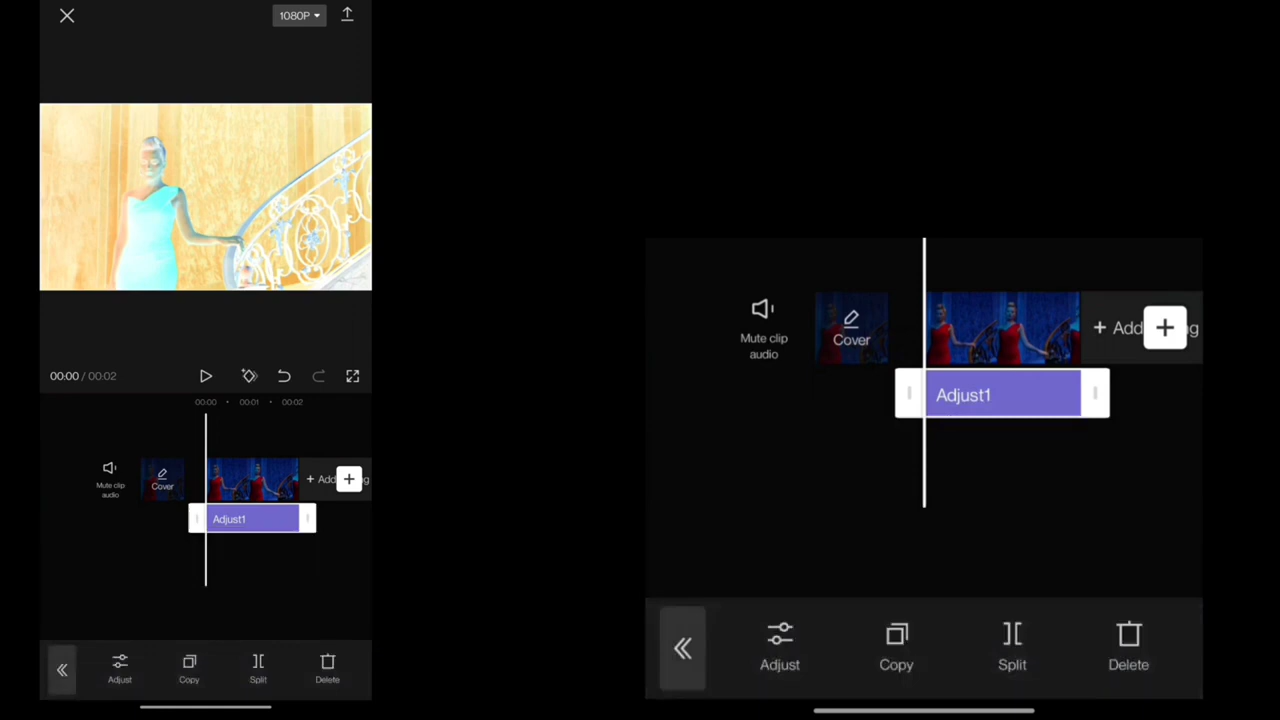 1080P
00:00 / 00:02
00:00 00:01 00:02
Mute clip
audio
Cover
+ Add
g
Adjust1
Adjust
Copy
Split
Delete
Mute clip
audio
Cover
+ Add
ng
Adjust1
Adjust
Copy
Split
Delete